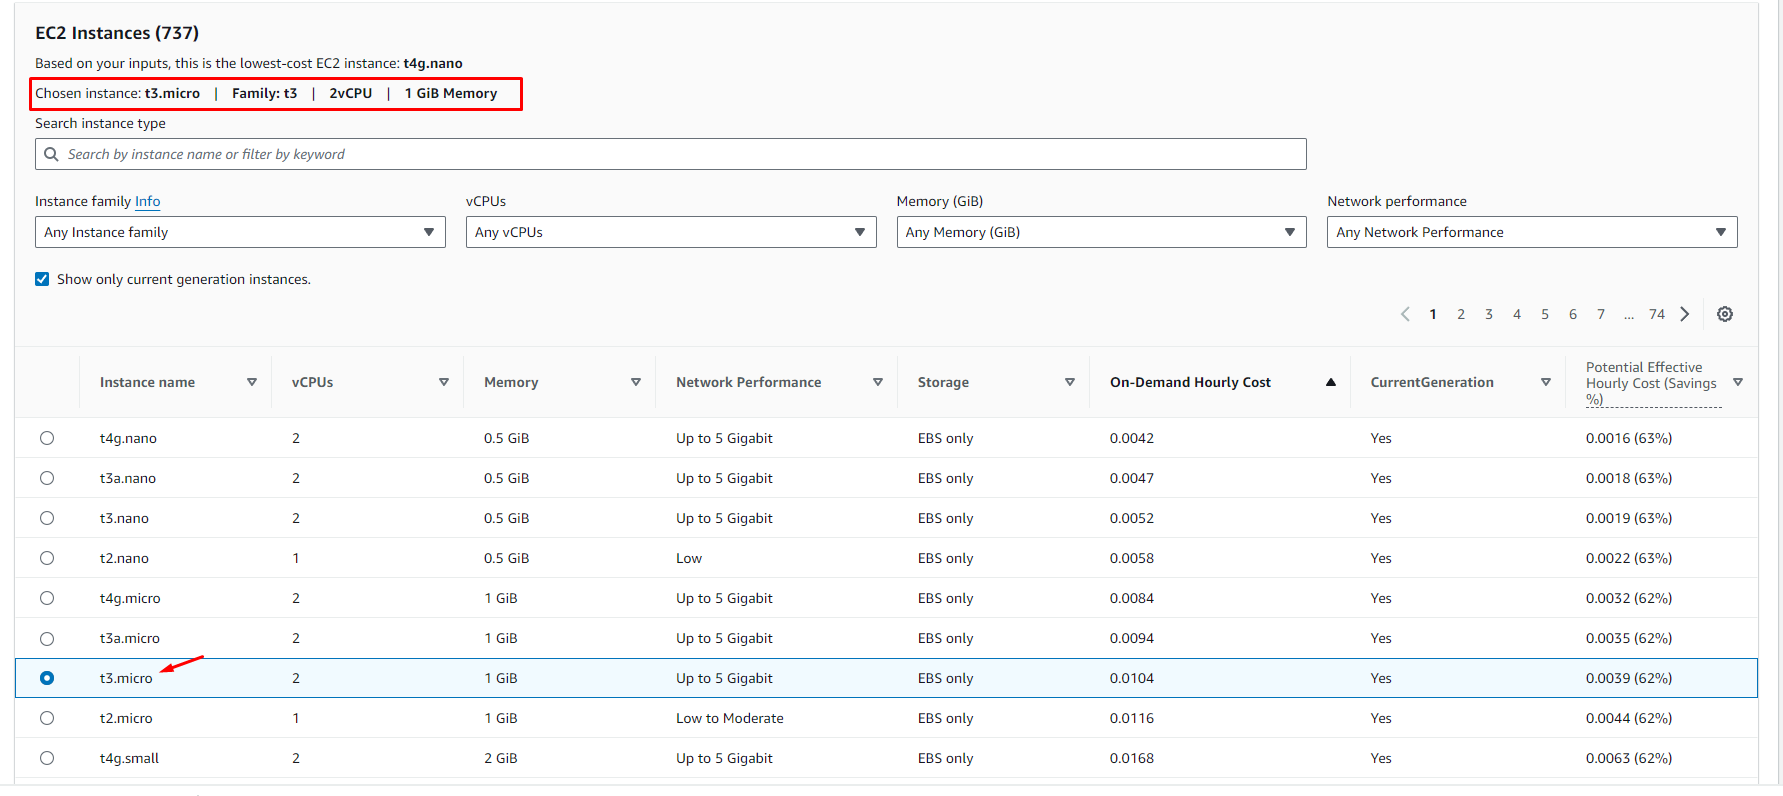 EC2 Instances (737)
Based on your inputs, this is the lowest-cost EC2 instance: t4g.nano
Chosen instance: t3.micro | Family: t3 | 2vCPU | 1 GiB Memory
Search instance type
Search by instance name or filter by keyword
Instance family Info vCPUs Memory (GiB) Network performance
Any Instance family Any vCPUs Any Memory (GiB) Any Network Performance
Show only current generation instances.
1 2 3 4 5 6 7 ... 74
Instance name vCPUs Memory Network Performance Storage On-Demand Hourly Cost CurrentGeneration Potential Effective
Hourly Cost (Savings
%)
t4g.nano 2 0.5 GiB Up to 5 Gigabit EBS only 0.0042 Yes 0.0016 (63%)
t3a.nano 2 0.5 GiB Up to 5 Gigabit EBS only 0.0047 Yes 0.0018 (63%)
t3.nano 2 0.5 GiB Up to 5 Gigabit EBS only 0.0052 Yes 0.0019 (63%)
t2.nano 1 0.5 GiB Low EBS only 0.0058 Yes 0.0022 (63%)
t4g.micro 2 1 GiB Up to 5 Gigabit EBS only 0.0084 Yes 0.0032 (62%)
t3a.micro 2 1 GiB Up to 5 Gigabit EBS only 0.0094 Yes 0.0035 (62%)
t3.micro 2 1 GiB Up to 5 Gigabit EBS only 0.0104 Yes 0.0039 (62%)
t2.micro 1 1 GiB Low to Moderate EBS only 0.0116 Yes 0.0044 (62%)
t4g.small 2 2 GiB Up to 5 Gigabit EBS only 0.0168 Yes 0.0063 (62%)